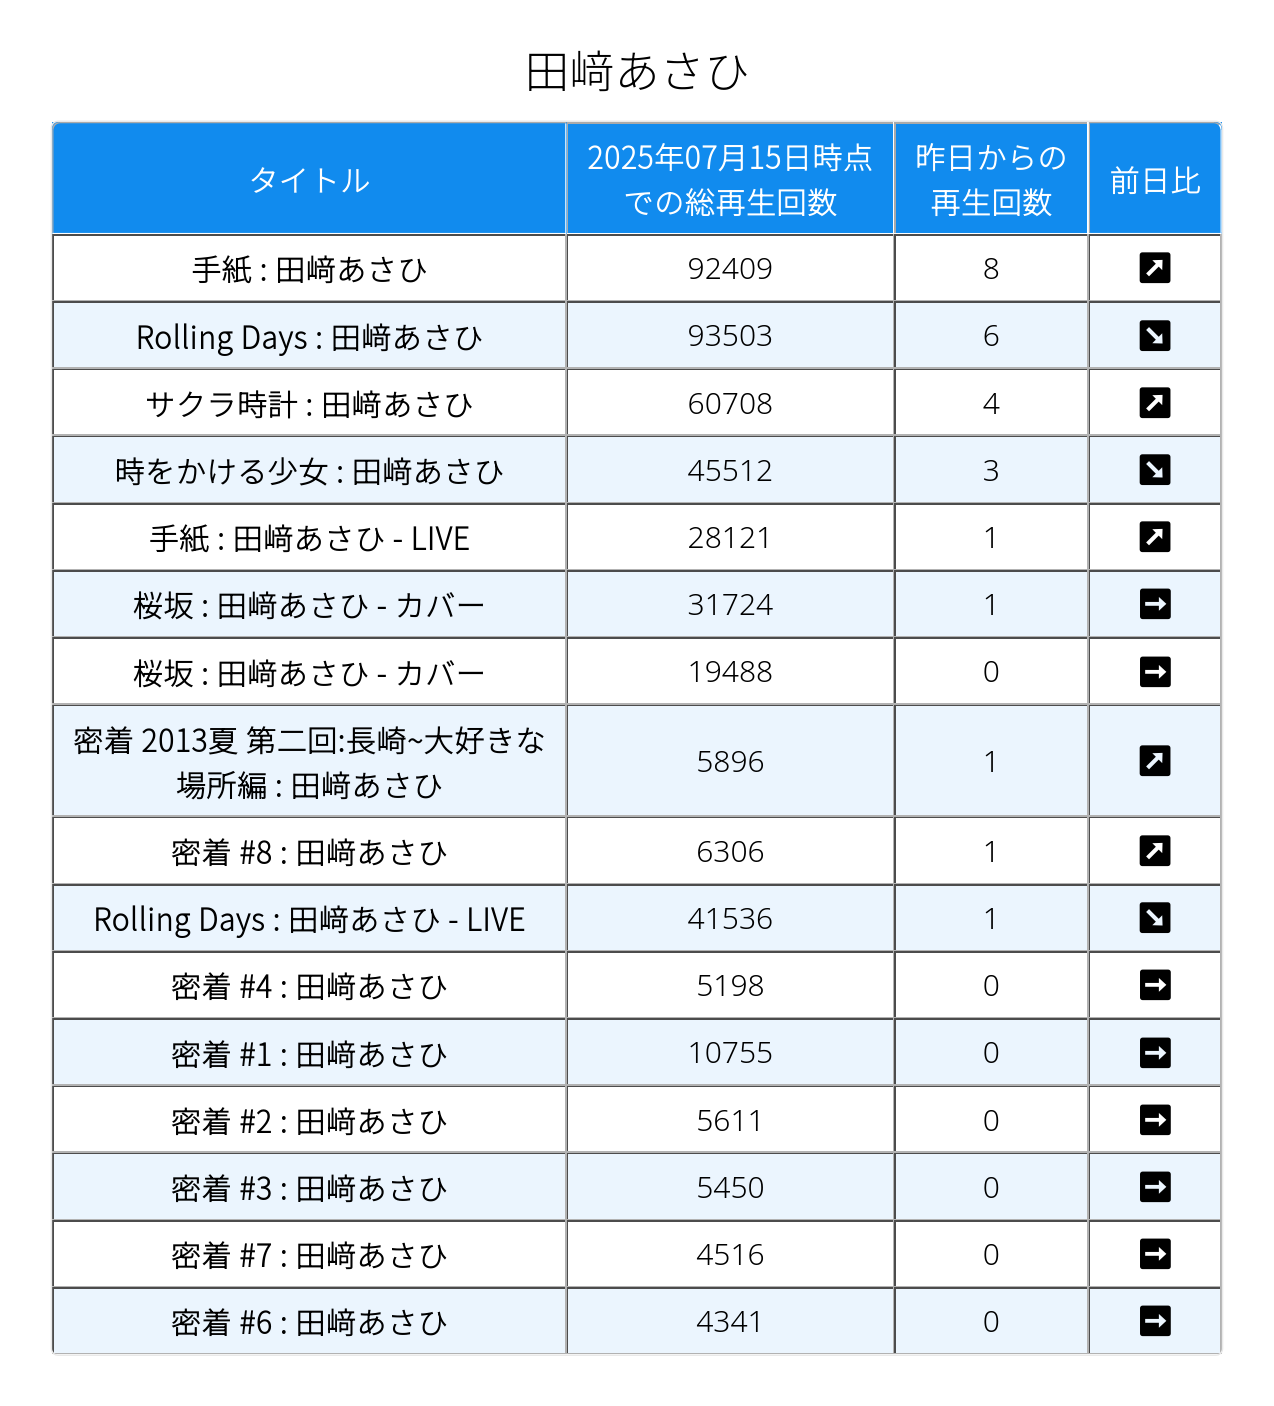 田﨑あさひ
タイトル
2025年07月15日時点
での総再生回数
昨日からの
再生回数
前日比
手紙 : 田﨑あさひ 92409 8 ↗
Rolling Days : 田﨑あさひ 93503 6 ↘
サクラ時計 : 田﨑あさひ 60708 4 ↗
時をかける少女 : 田﨑あさひ 45512 3 ↘
手紙 : 田﨑あさひ - LIVE 28121 1 ↗
桜坂 : 田﨑あさひ - カバー 31724 1 →
桜坂 : 田﨑あさひ - カバー 19488 0 →
密着 2013夏 第二回:長崎~大好きな
場所編 : 田﨑あさひ 5896 1 ↗
密着 #8 : 田﨑あさひ 6306 1 ↗
Rolling Days : 田﨑あさひ - LIVE 41536 1 ↘
密着 #4 : 田﨑あさひ 5198 0 →
密着 #1 : 田﨑あさひ 10755 0 →
密着 #2 : 田﨑あさひ 5611 0 →
密着 #3 : 田﨑あさひ 5450 0 →
密着 #7 : 田﨑あさひ 4516 0 →
密着 #6 : 田﨑あさひ 4341 0 →